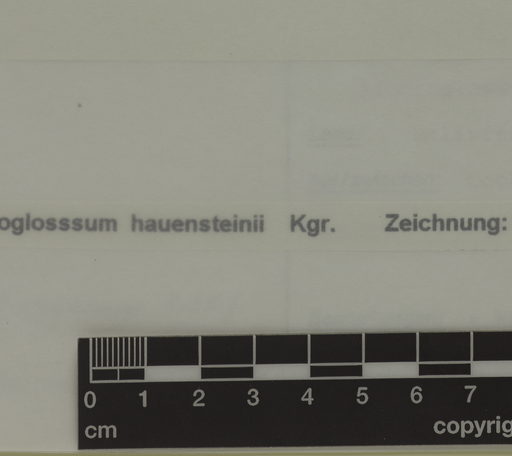 oglosssum hauensteinii Kgr. Zeichnung:
0 1 2 3 4 5 6 7
cm copyrig